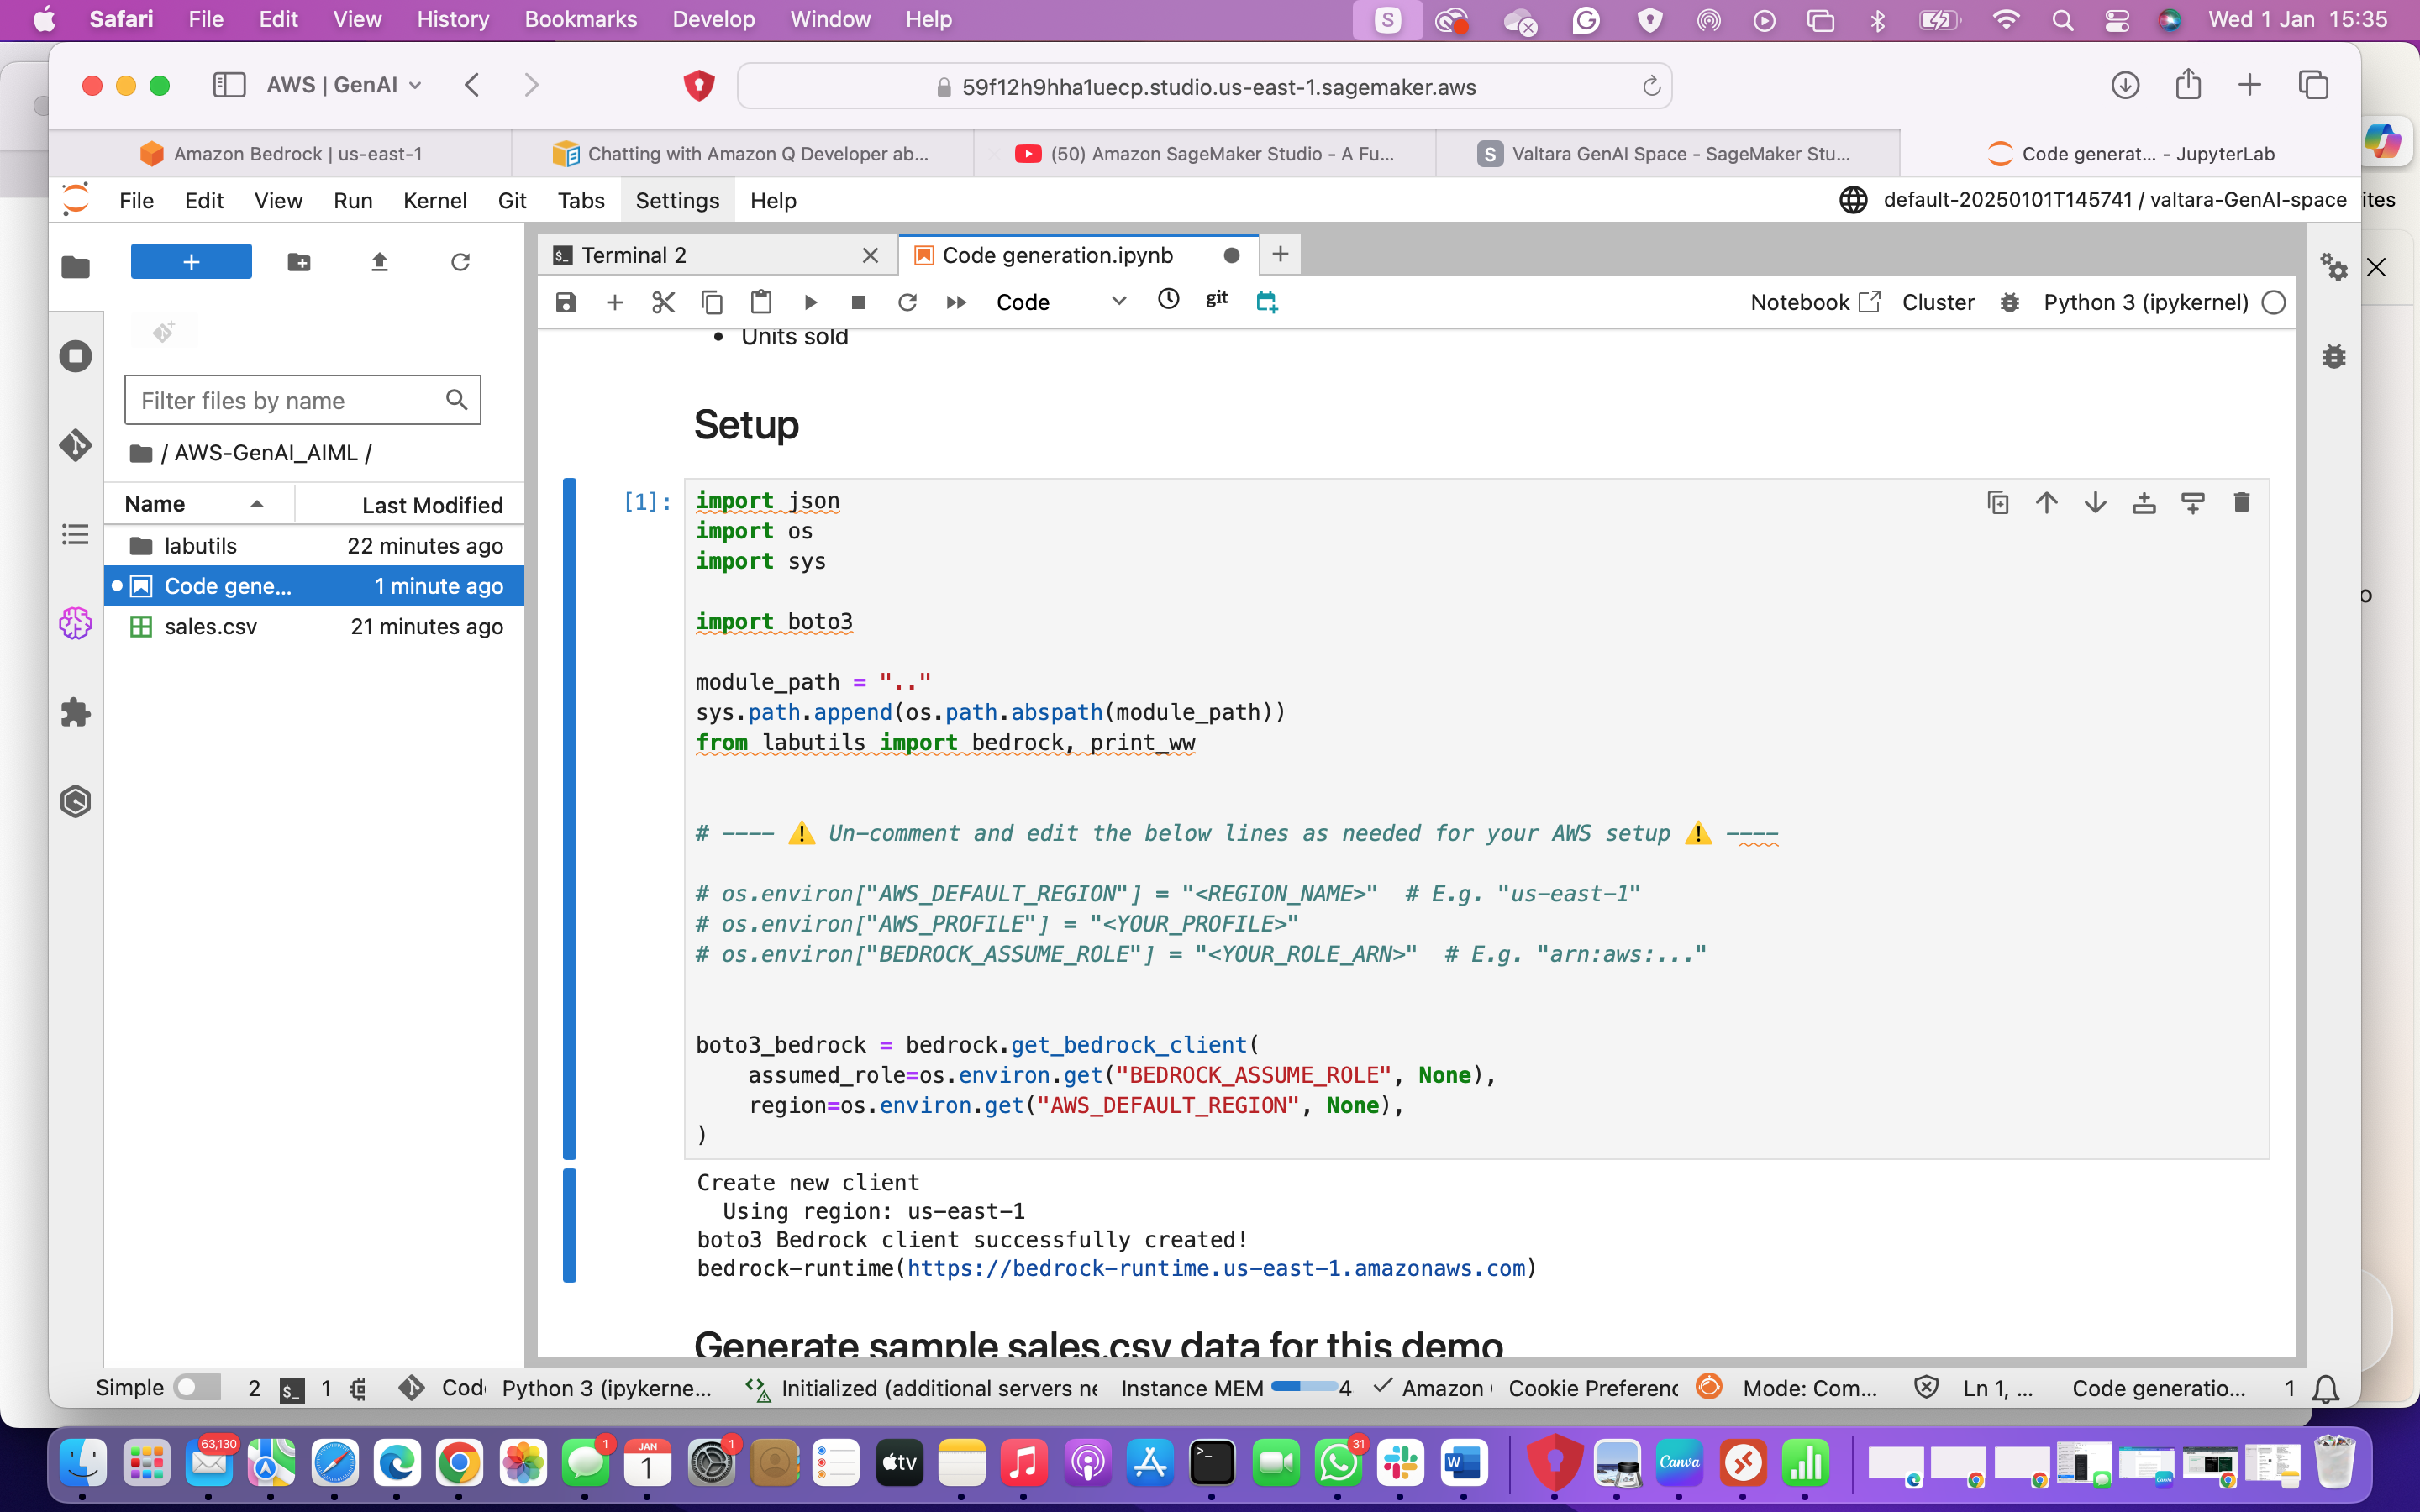 Safari File Edit View History Bookmarks Develop Window Help Wed 1 Jan 15:35
AWS | GenAI
59f12h9hha1uecp.studio.us-east-1.sagemaker.aws
Amazon Bedrock | us-east-1
Chatting with Amazon Q Developer ab...
(50) Amazon SageMaker Studio - A Fu...
S Valtara GenAI Space - SageMaker Stu...
Code generat... - JupyterLab
File Edit View Run Kernel Git Tabs Settings Help
default-20250101T145741 / valtara-GenAI-space
ites
Terminal 2
Code generation.ipynb
Code
git
Notebook
Cluster
Python 3 (ipykernel)
Filter files by name
/ AWS-GenAI_AIML /
Name Last Modified
labutils 22 minutes ago
Code gene... 1 minute ago
sales.csv 21 minutes ago
• Units sold
Setup
[1]:
import json
import os
import sys
import boto3
module_path = ".."
sys.path.append(os.path.abspath(module_path))
from labutils import bedrock, print_ww
# ---- ⚠️ Un-comment and edit the below lines as needed for your AWS setup ⚠️ ----
# os.environ["AWS_DEFAULT_REGION"] = "<REGION_NAME>"  # E.g. "us-east-1"
# os.environ["AWS_PROFILE"] = "<YOUR_PROFILE>"
# os.environ["BEDROCK_ASSUME_ROLE"] = "<YOUR_ROLE_ARN>"  # E.g. "arn:aws:..."
boto3_bedrock = bedrock.get_bedrock_client(
    assumed_role=os.environ.get("BEDROCK_ASSUME_ROLE", None),
    region=os.environ.get("AWS_DEFAULT_REGION", None),
)
Create new client
  Using region: us-east-1
boto3 Bedrock client successfully created!
bedrock-runtime(https://bedrock-runtime.us-east-1.amazonaws.com)
Generate sample sales.csv data for this demo
Simple 2 1 Python 3 (ipykerne... Initialized (additional servers Instance MEM 4 Amazon Cookie Mode: Com... Ln 1, ... Code generatio... 1
63,130
1
JAN
1
1
tv
31
W
Canva